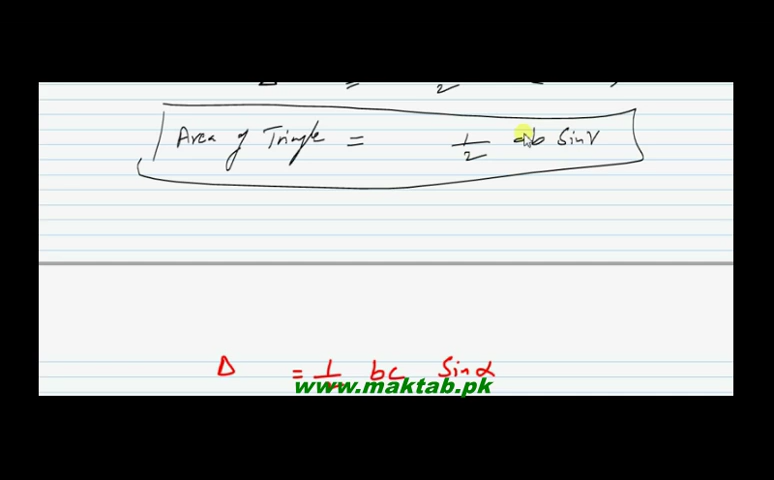 Area of Triangle = 1/2 ab Sinγ
Δ = 1/2 bc Sinα
www.maktab.pk